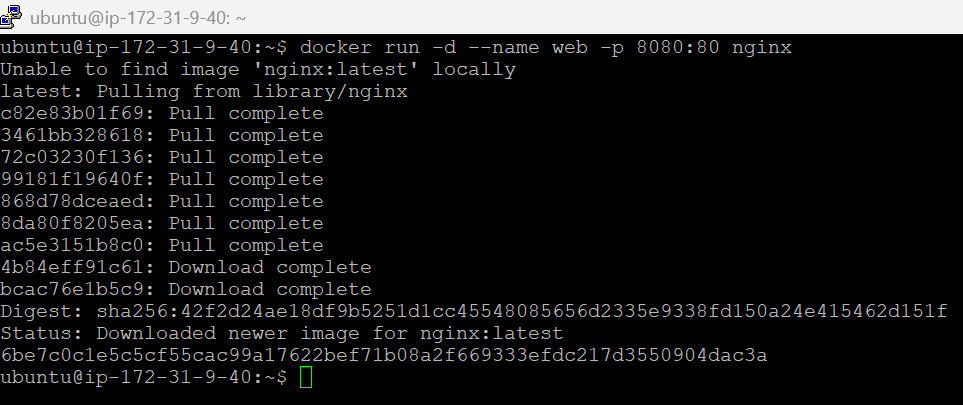 ubuntu@ip-172-31-9-40: ~
ubuntu@ip-172-31-9-40:~$ docker run -d --name web -p 8080:80 nginx
Unable to find image 'nginx:latest' locally
latest: Pulling from library/nginx
c82e83b01f69: Pull complete
3461bb328618: Pull complete
72c03230f136: Pull complete
99181f19640f: Pull complete
868d78dceaed: Pull complete
8da80f8205ea: Pull complete
ac5e3151b8c0: Pull complete
4b84eff91c61: Download complete
bcac76e1b5c9: Download complete
Digest: sha256:42f2d24ae18df9b5251d1cc45548085656d2335e9338fd150a24e415462d151f
Status: Downloaded newer image for nginx:latest
6be7c0c1e5c5cf55cac99a17622bef71b08a2f669333efdc217d3550904dac3a
ubuntu@ip-172-31-9-40:~$